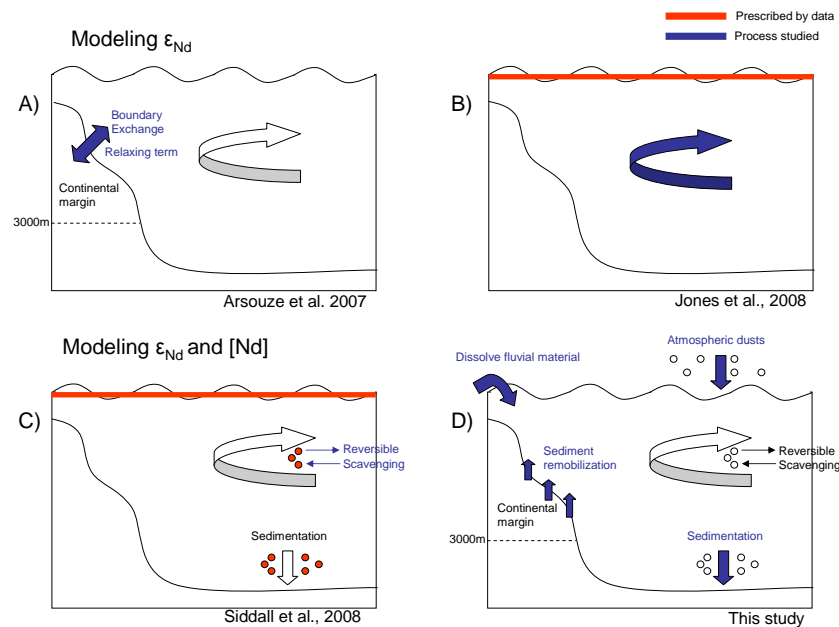 Prescribed by data
Process studied
Modeling εNd
A)
Boundary
Exchange
Relaxing term
Continental
margin
3000m
Arsouze et al. 2007
B)
Jones et al., 2008
Modeling εNd and [Nd]
C)
Reversible
Scavenging
Sedimentation
Siddall et al., 2008
Dissolve fluvial material
Atmospheric dusts
D)
Sediment
remobilization
Reversible
Scavenging
Continental
margin
3000m
Sedimentation
This study